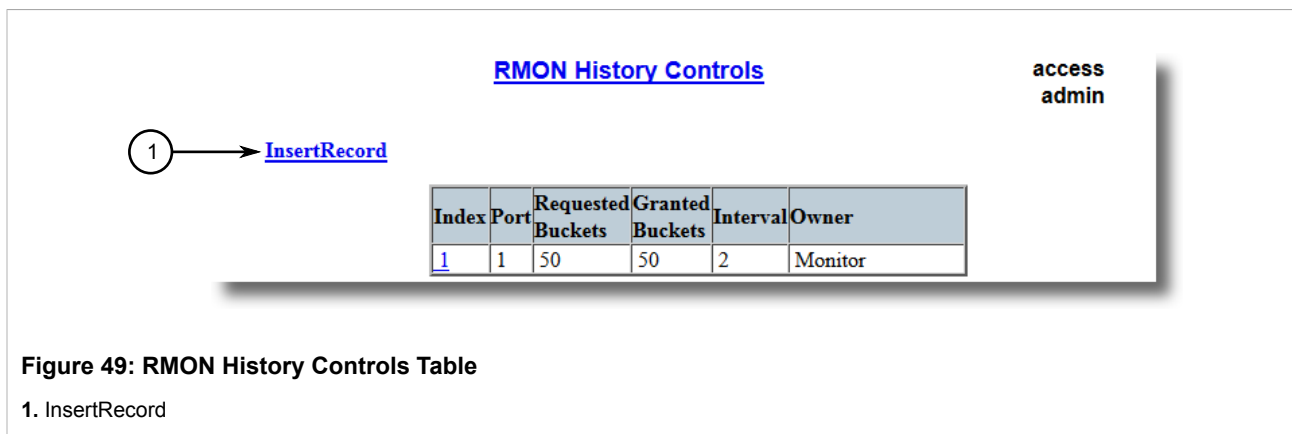 RMON History Controls
access
admin
1
InsertRecord
Index Port Requested Buckets Granted Buckets Interval Owner
1 1 50 50 2 Monitor
Figure 49: RMON History Controls Table
1. InsertRecord